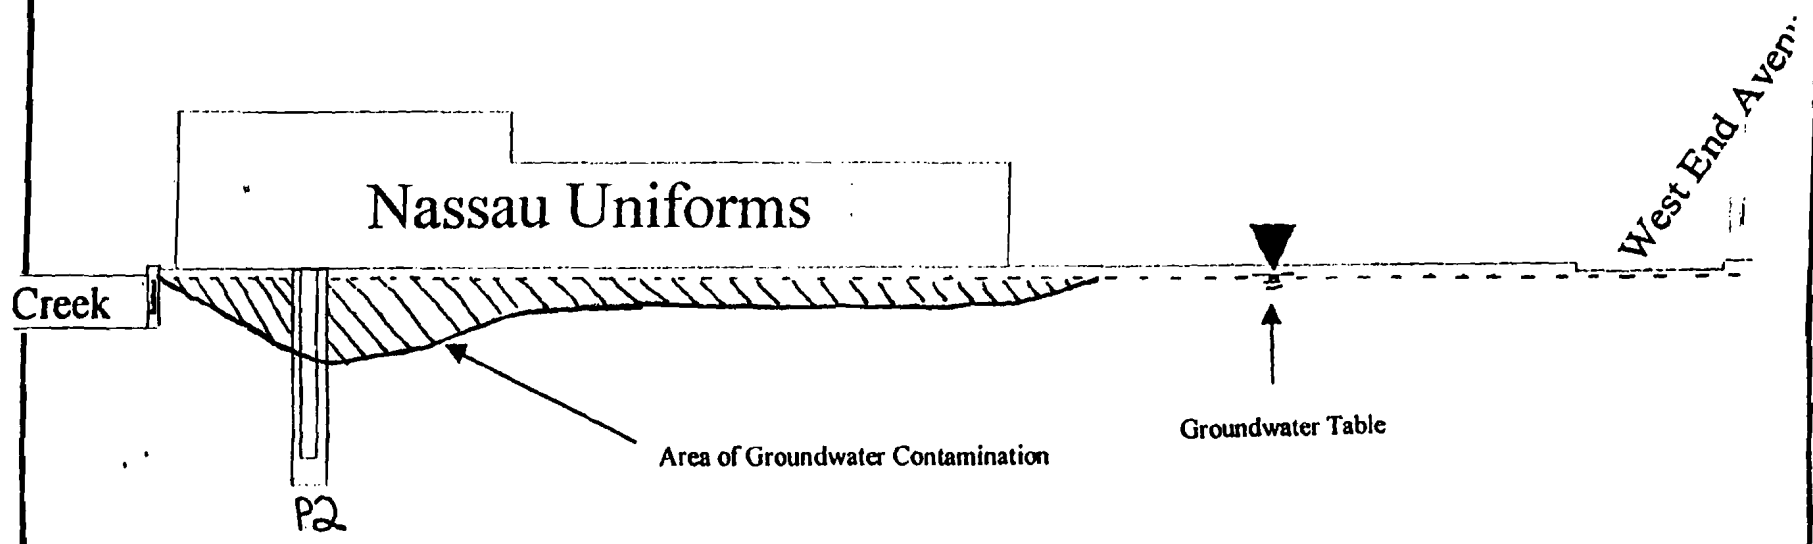 West End Aven
Nassau Uniforms
Creek
Groundwater Table
Area of Groundwater Contamination
P2